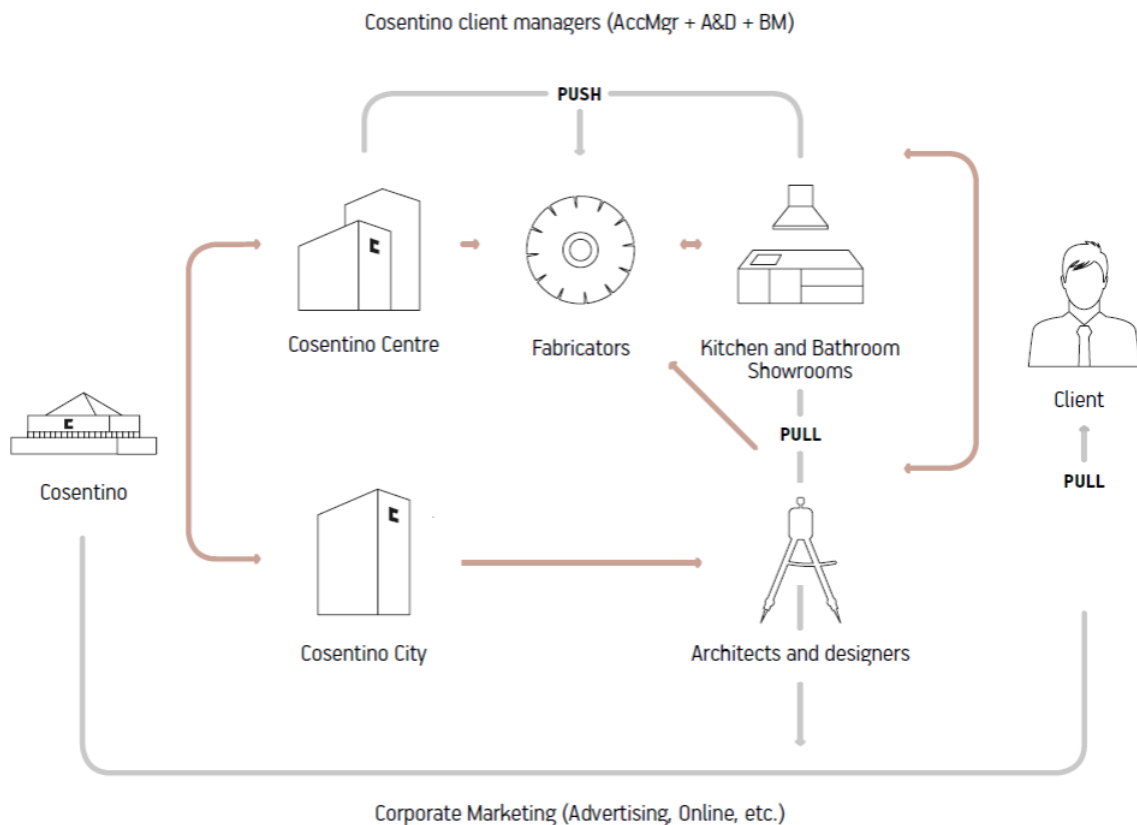 Cosentino client managers (AccMgr + A&D + BM)
PUSH
Cosentino Centre
Fabricators
Kitchen and Bathroom
Showrooms
Client
PULL
PULL
Cosentino
Cosentino City
Architects and designers
Corporate Marketing (Advertising, Online, etc.)